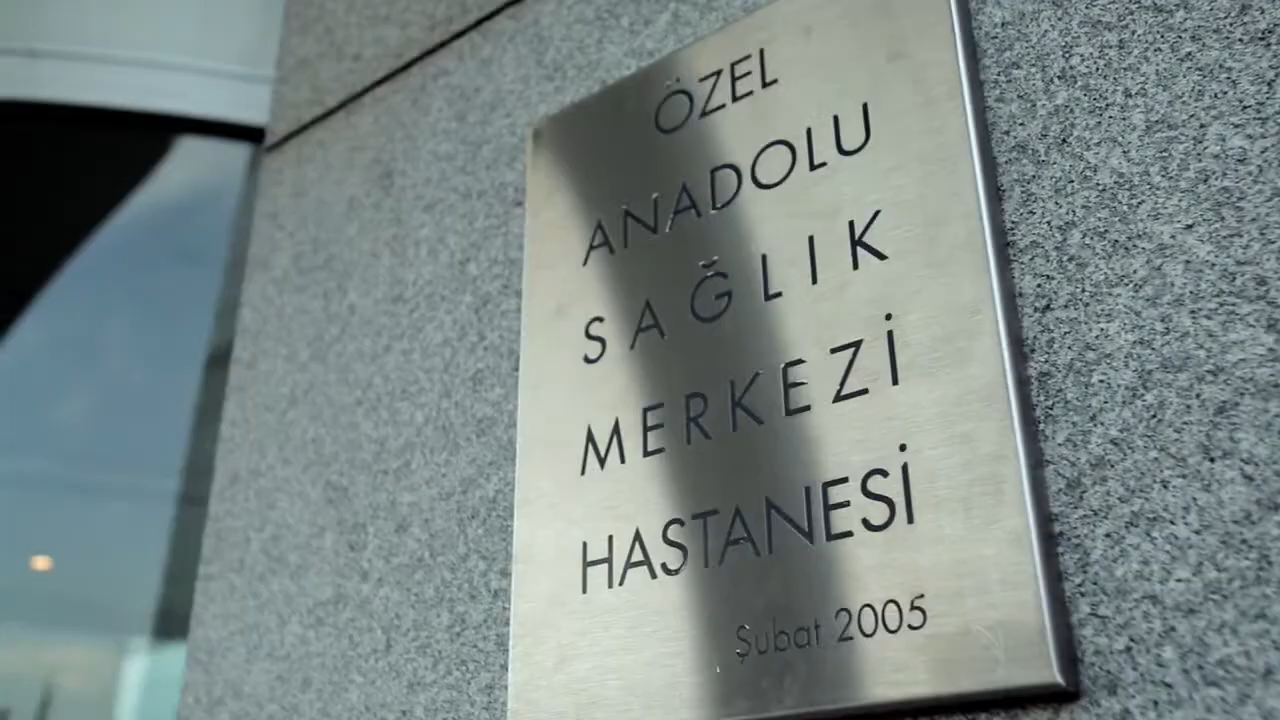 ÖZEL
ANADOLU
SAĞLIK
MERKEZİ
HASTANESİ
Şubat 2005